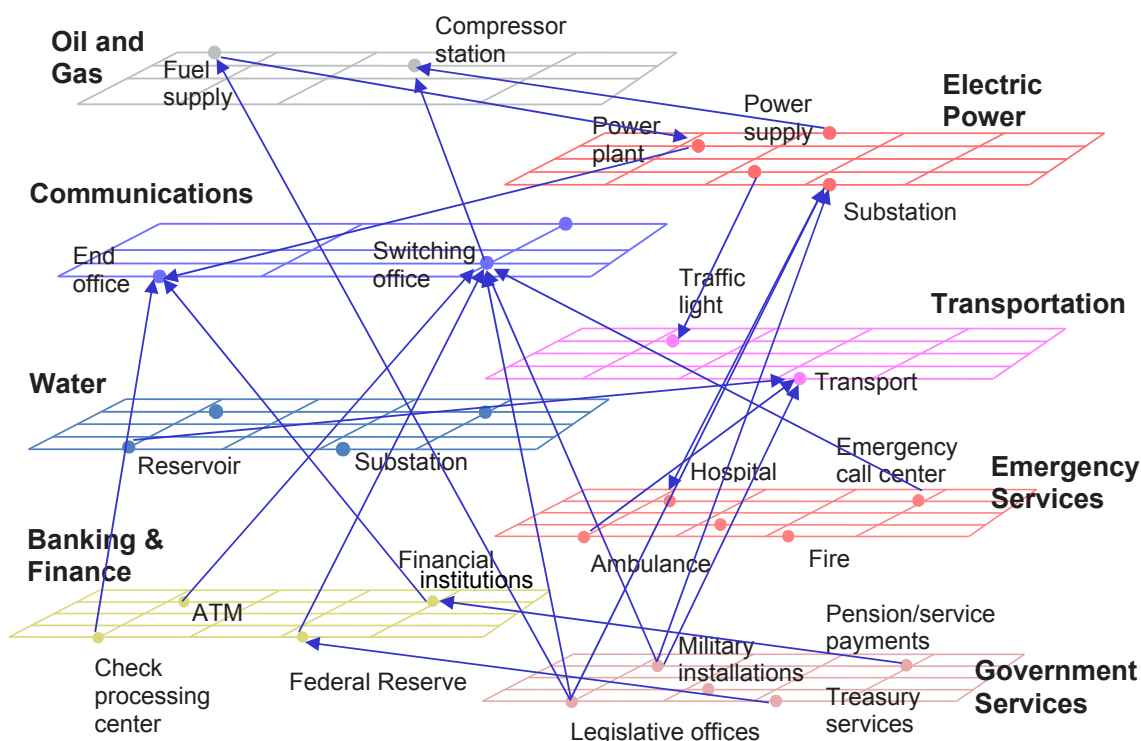 Oil and
Gas
Fuel
supply
Compressor
station
Electric
Power
Power
supply
Power
plant
Substation
Communications
End
office
Switching
office
Traffic
light
Transportation
Transport
Water
Reservoir
Substation
Hospital
Emergency
call center
Emergency
Services
Ambulance
Fire
Banking &
Finance
Financial
institutions
ATM
Check
processing
center
Federal Reserve
Pension/service
payments
Military
installations
Government
Services
Treasury
services
Legislative offices